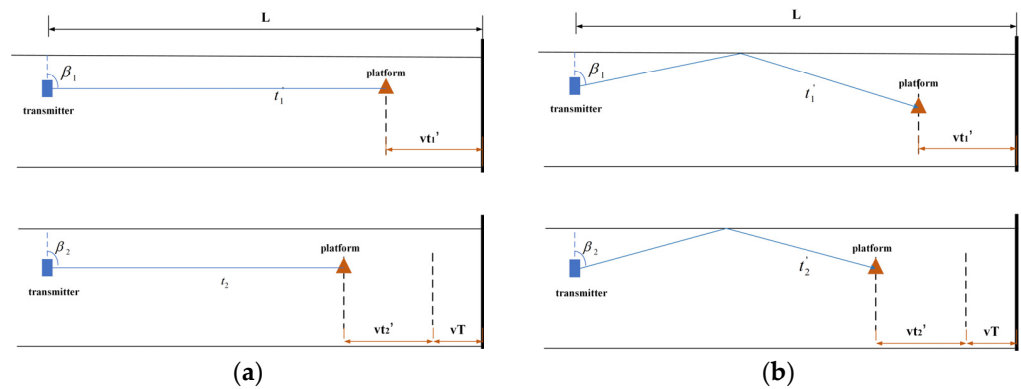 L
β1
platform
t1'
transmitter
vt1’
β2
platform
t2
transmitter
vt2’
vT
(a)
L
β1
platform
t1'
transmitter
vt1’
β2
platform
t2'
transmitter
vt2’
vT
(b)